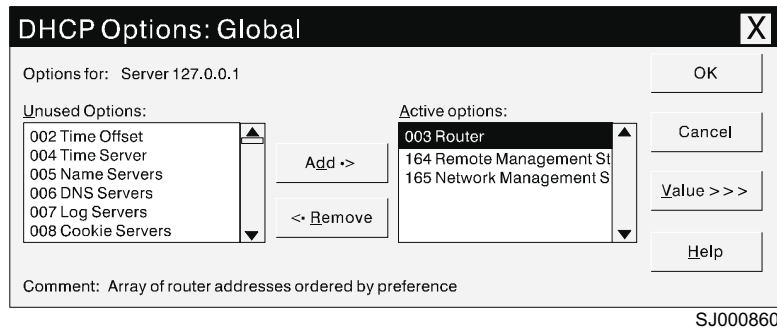 DHCP Options: Global
X
Options for: Server 127.0.0.1
OK
Unused Options:
002 Time Offset
004 Time Server
005 Name Servers
006 DNS Servers
007 Log Servers
008 Cookie Servers
Add ->
<- Remove
Active options:
003 Router
164 Remote Management St
165 Network Management S
Cancel
Value >>>
Help
Comment: Array of router addresses ordered by preference
SJ000860